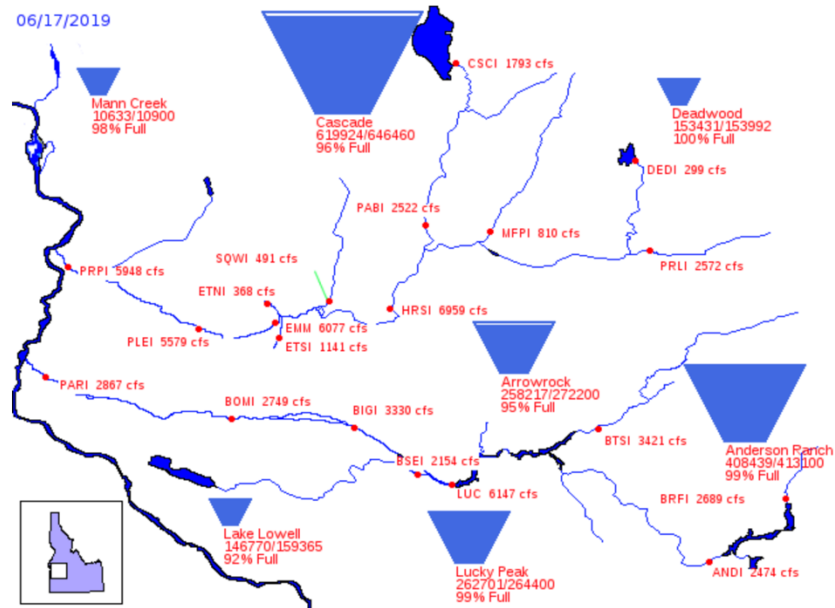 06/17/2019
CSCI 1793 cfs
Mann Creek
10633/10900
98% Full
Cascade
619924/646460
96% Full
Deadwood
153431/153992
100% Full
DEDI 299 cfs
PABI 2522 cfs
MFPI 810 cfs
SQWI 491 cfs
PRPI 5948 cfs
PRLI 2572 cfs
ETNI 368 cfs
HRSI 6959 cfs
EMM 6077 cfs
PLEI 5579 cfs
ETSI 1141 cfs
Arrowrock
258217/272200
95% Full
PARI 2867 cfs
BOMI 2749 cfs
BIGI 3330 cfs
BTSI 3421 cfs
Anderson Ranch
408439/413100
99% Full
BSEI 2154 cfs
LUC 6147 cfs
BRFI 2689 cfs
Lake Lowell
146770/159365
92% Full
Lucky Peak
262701/264400
99% Full
ANDI 2474 cfs